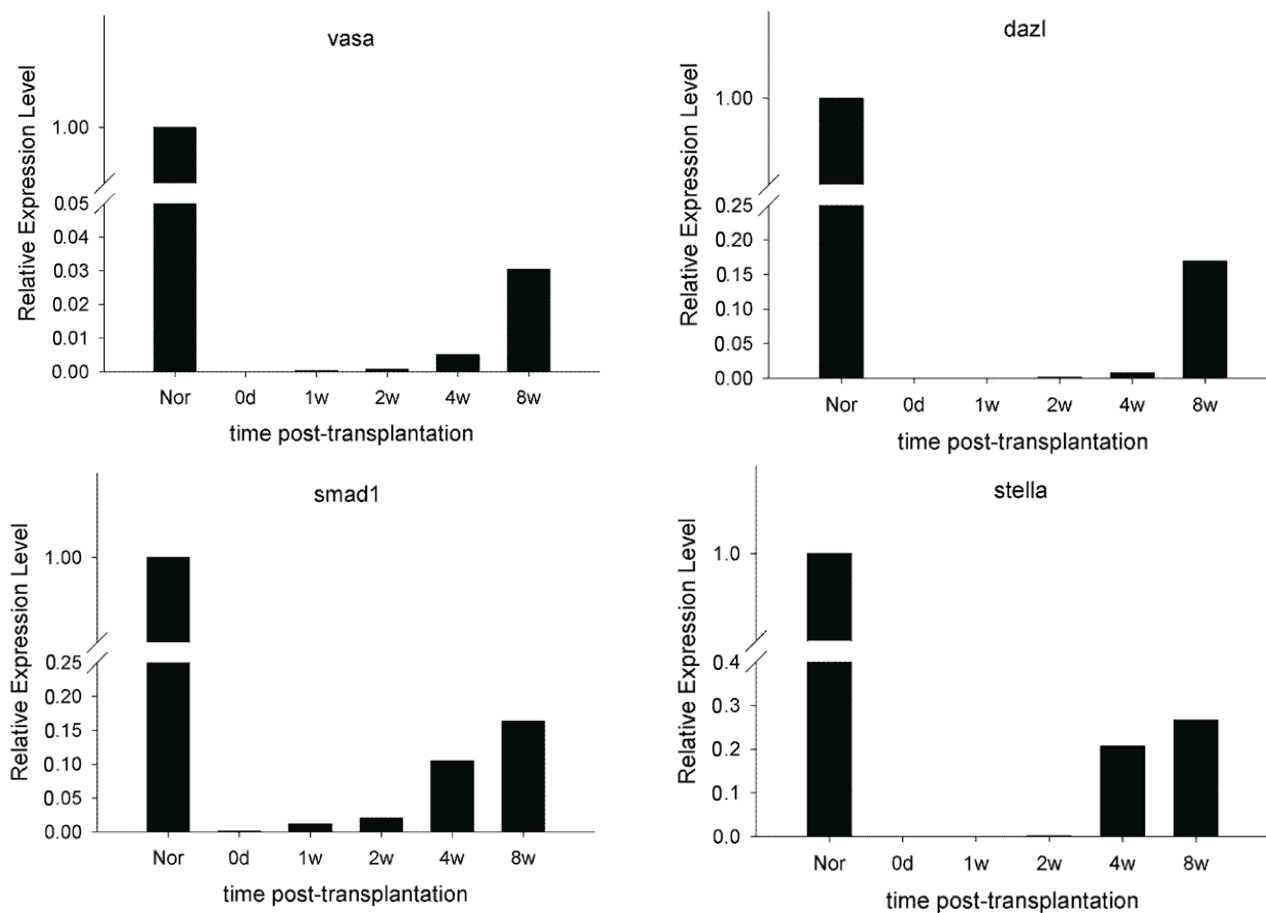 vasa
Relative Expression Level
1.00
0.05
0.04
0.03
0.02
0.01
0.00
Nor 0d 1w 2w 4w 8w
time post-transplantation
dazl
Relative Expression Level
1.00
0.25
0.20
0.15
0.10
0.05
0.00
Nor 0d 1w 2w 4w 8w
time post-transplantation
smad1
Relative Expression Level
1.00
0.25
0.20
0.15
0.10
0.05
0.00
Nor 0d 1w 2w 4w 8w
time post-transplantation
stella
Relative Expression Level
1.0
0.4
0.3
0.2
0.1
0.0
Nor 0d 1w 2w 4w 8w
time post-transplantation